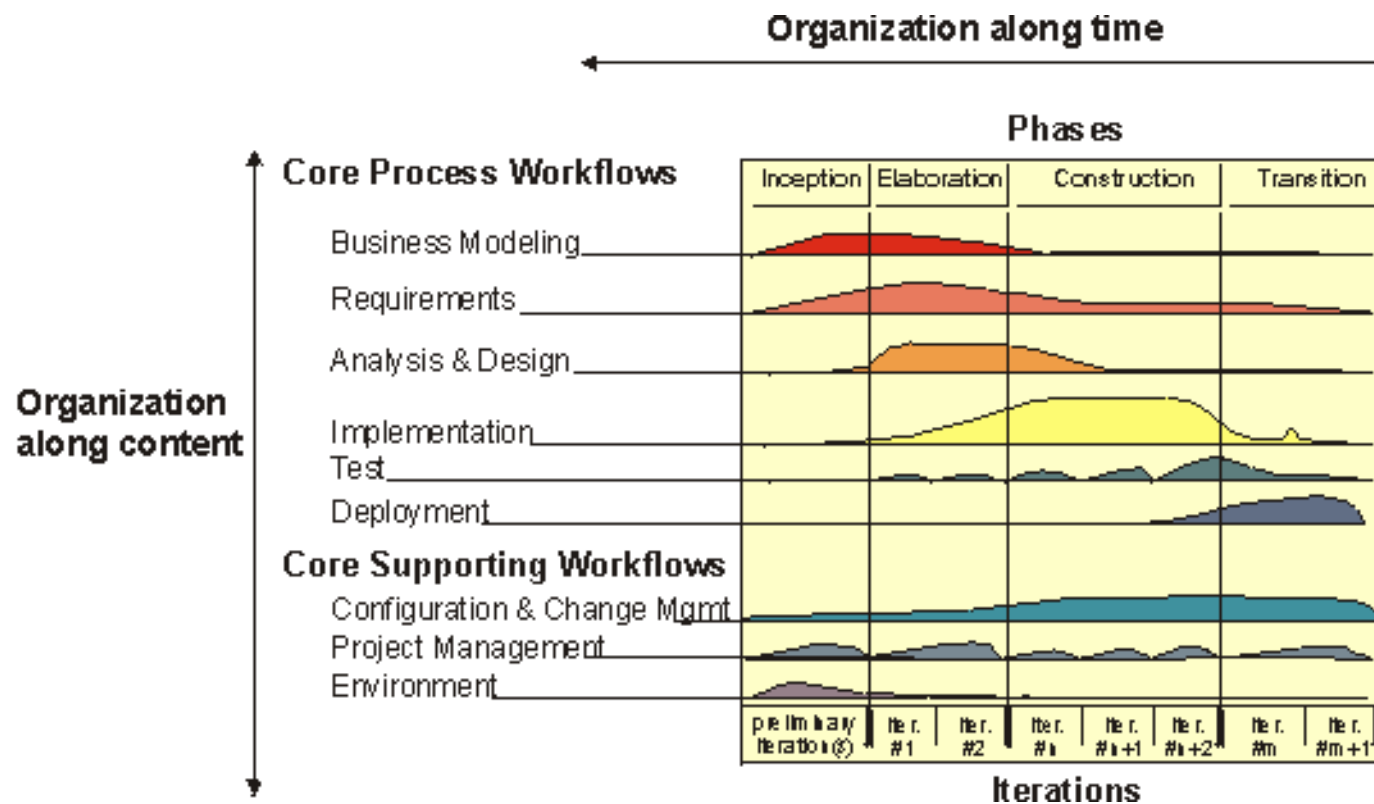 Organization along time
Phases
Core Process Workflows
Inception Elaboration Construction Transition
Business Modeling
Requirements
Analysis & Design
Organization
along content
Implementation
Test
Deployment
Core Supporting Workflows
Configuration & Change Mgmt
Project Management
Environment
preliminary
iteration(s)
Iter.
#1
Iter.
#2
Iter.
#n
Iter.
#n+1
Iter.
#n+2
Iter.
#m
Iter.
#m+1
Iterations